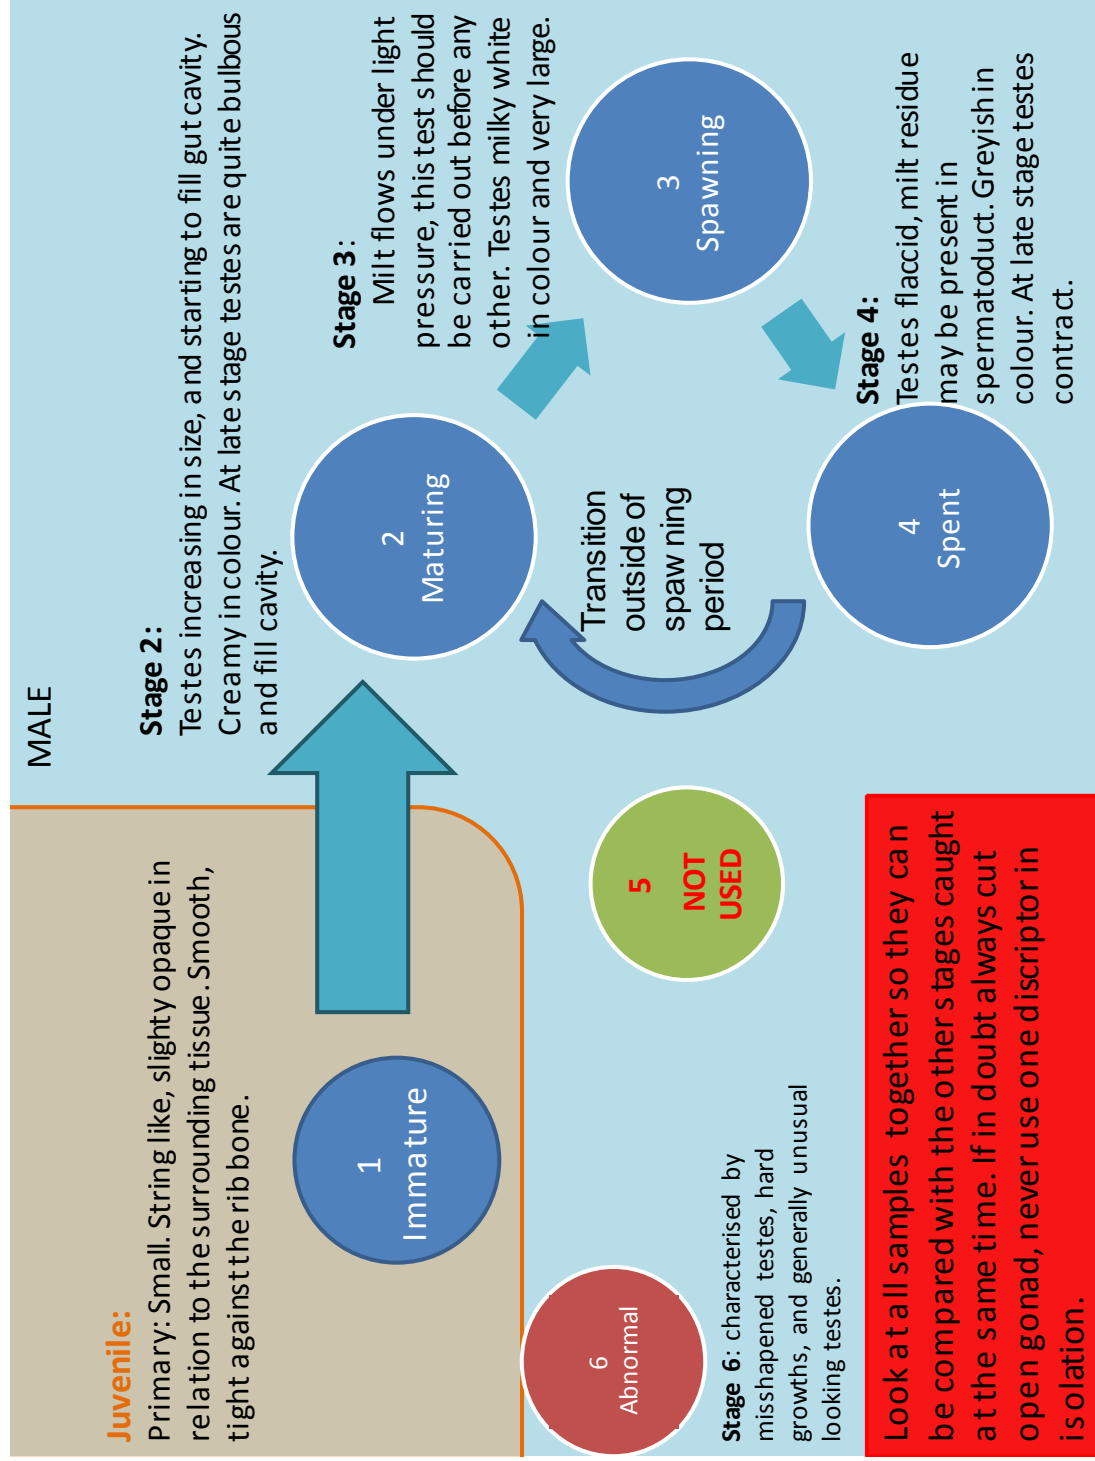 MALE
Juvenile:
Primary: Small. String like, slighty opaque in
relation to the surrounding tissue. Smooth,
tight against the rib bone.
1
Immature
Stage 2:
Testes increasing in size, and starting to fill gut cavity.
Creamy in colour. At late stage testes are quite bulbous
and fill cavity.
2
Maturing
Stage 3:
Milt flows under light
pressure, this test should
be carried out before any
other. Testes milky white
in colour and very large.
3
Spawning
Transition
outside of
spawning
period
Stage 4:
Testes flaccid, milt residue
may be present in
spermatoduct. Greyish in
colour. At late stage testes
contract.
4
Spent
5
NOT
USED
6
Abnormal
Stage 6: characterised by
misshapened testes, hard
growths, and generally unusual
looking testes.
Look at all samples together so they can
be compared with the other stages caught
at the same time. If in doubt always cut
open gonad, never use one descriptor in
isolation.